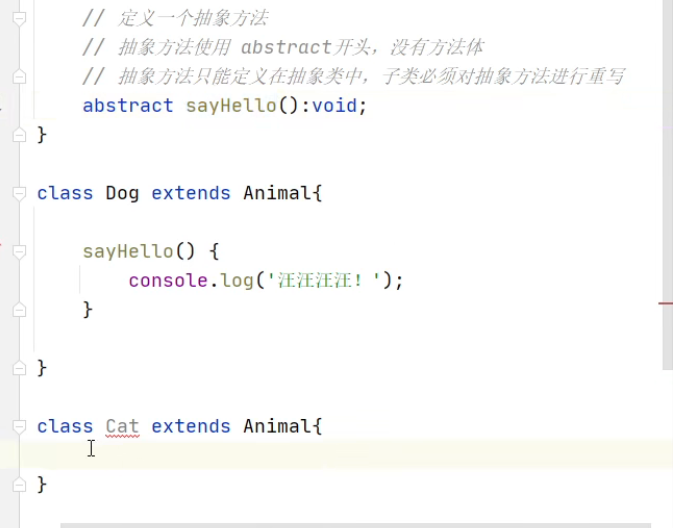 // 定义一个抽象方法
// 抽象方法使用 abstract开头，没有方法体
// 抽象方法只能定义在抽象类中，子类必须对抽象方法进行重写
abstract sayHello():void;
}
class Dog extends Animal{
sayHello() {
console.log('汪汪汪汪！');
}
}
class Cat extends Animal{
}